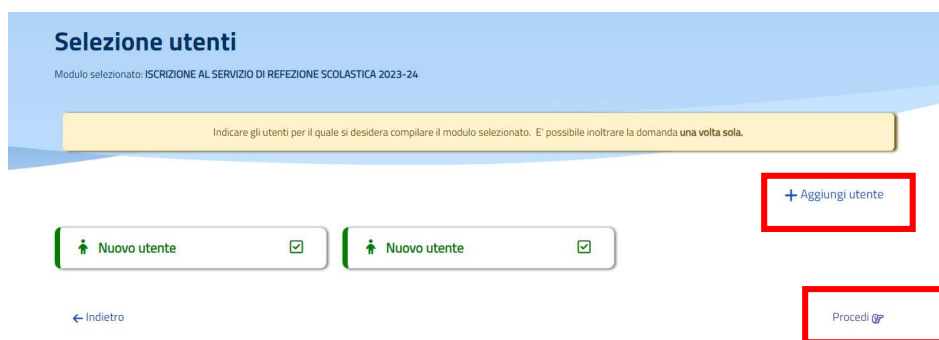 Selezione utenti
Modulo selezionato: ISCRIZIONE AL SERVIZIO DI REFEZIONE SCOLASTICA 2023-24
Indicare gli utenti per il quale si desidera compilare il modulo selezionato. E' possibile inoltrare la domanda una volta sola.
+ Aggiungi utente
Nuovo utente Nuovo utente
← Indietro Procedi